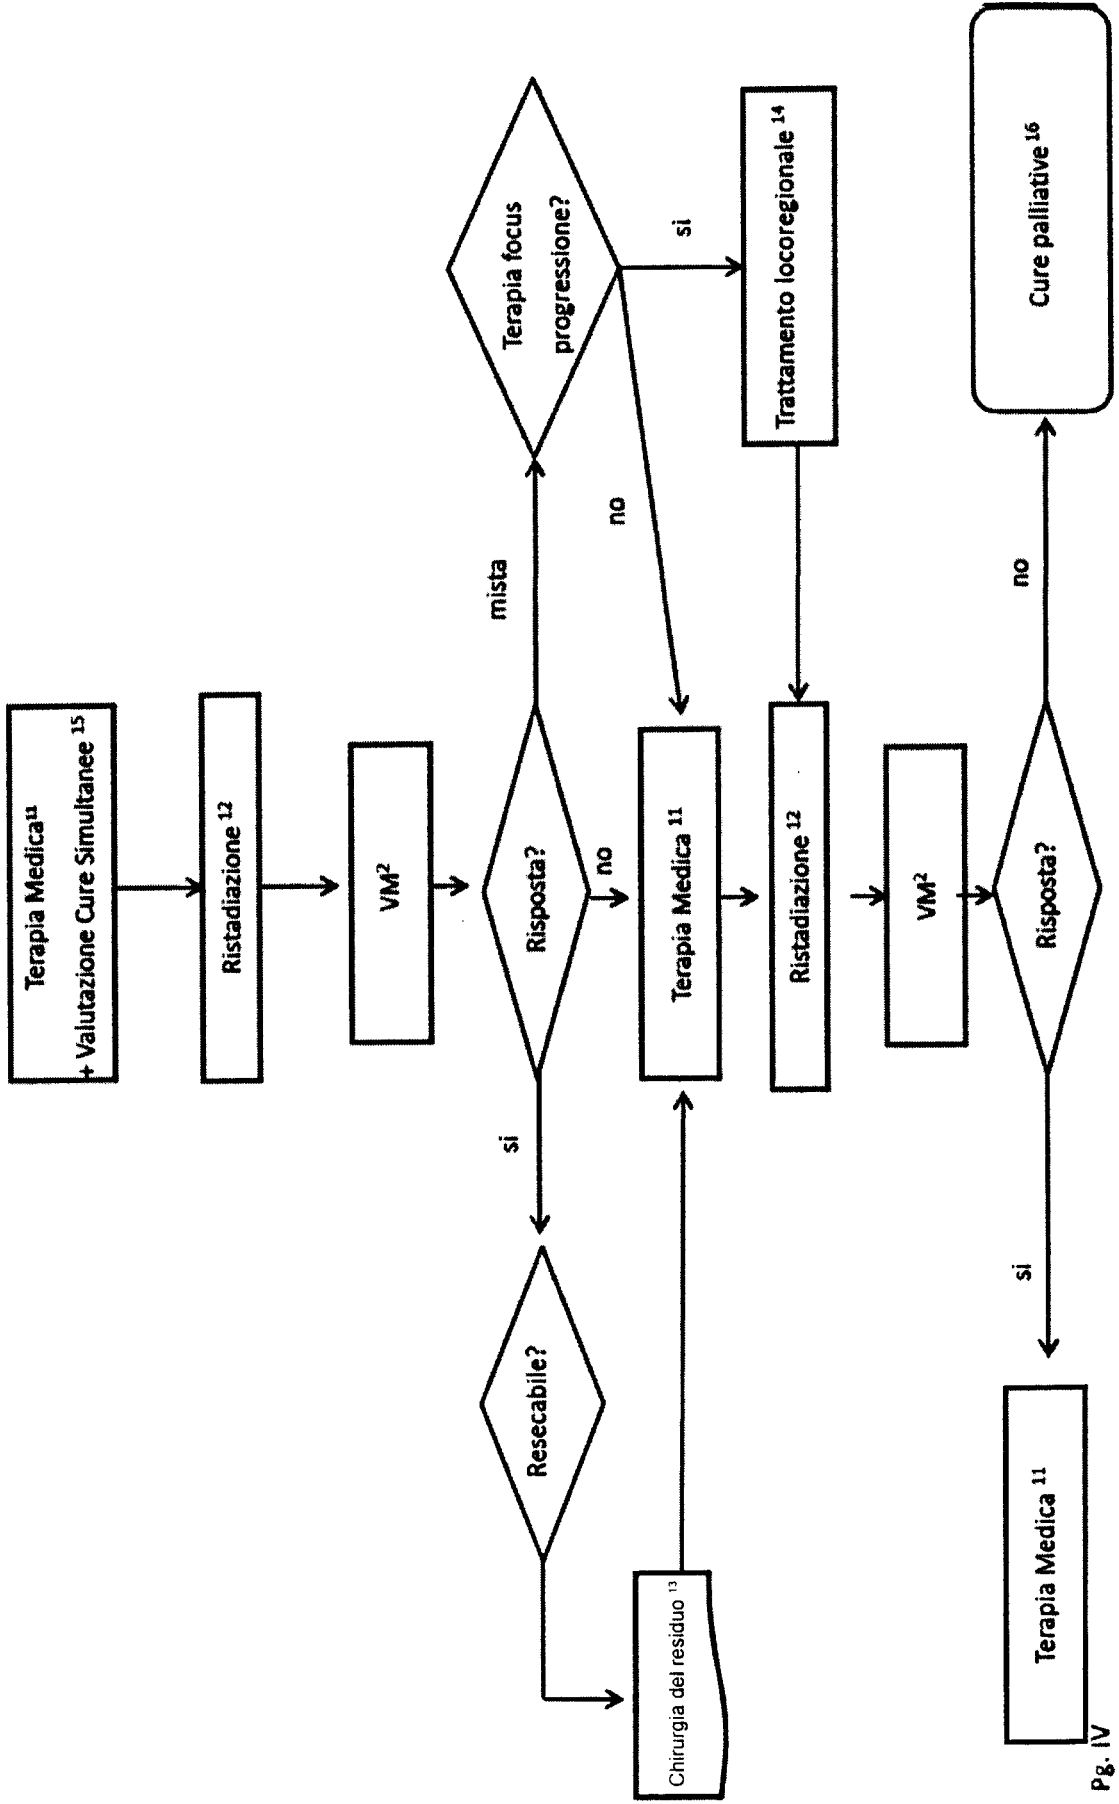 Terapia Medica¹¹
+ Valutazione Cure Simultanee ¹⁵
Ristadiazione ¹²
VM²
si
Risposta?
mista
no
Resecabile?
Terapia focus
progressione?
no
si
Chirurgia del residuo ¹³
Terapia Medica ¹¹
Trattamento locoregionale ¹⁴
Ristadiazione ¹²
VM²
si
Risposta?
no
Terapia Medica ¹¹
Cure palliative ¹⁶
Pg. IV